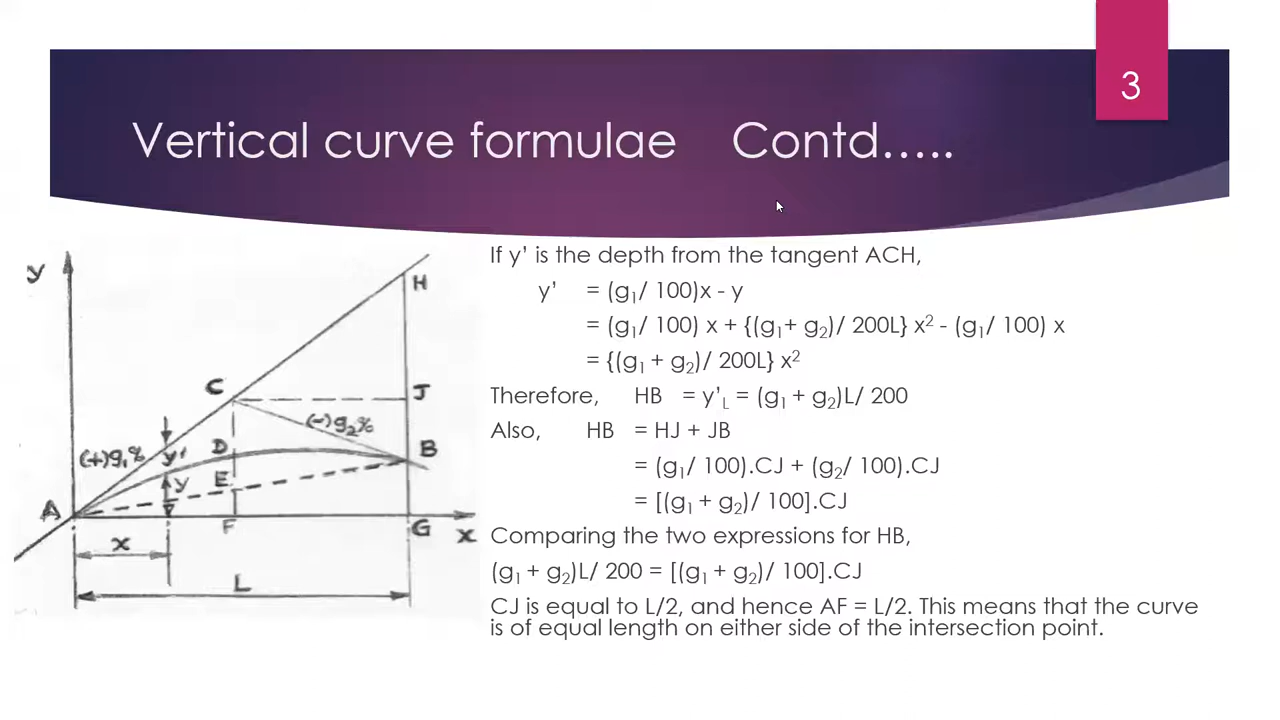 3
Vertical curve formulae Contd…..
If y’ is the depth from the tangent ACH,
y’ = (g₁/ 100)x - y
= (g₁/ 100) x + {(g₁+ g₂)/ 200L} x² - (g₁/ 100) x
= {(g₁ + g₂)/ 200L} x²
Therefore, HB = y’L = (g₁ + g₂)L/ 200
Also, HB = HJ + JB
= (g₁/ 100).CJ + (g₂/ 100).CJ
= [(g₁ + g₂)/ 100].CJ
Comparing the two expressions for HB,
(g₁ + g₂)L/ 200 = [(g₁ + g₂)/ 100].CJ
CJ is equal to L/2, and hence AF = L/2. This means that the curve
is of equal length on either side of the intersection point.
y
H
C
J
(-)g₂%
(+)g₁%
y'
D
B
E
y
A
F
G
x
x
L